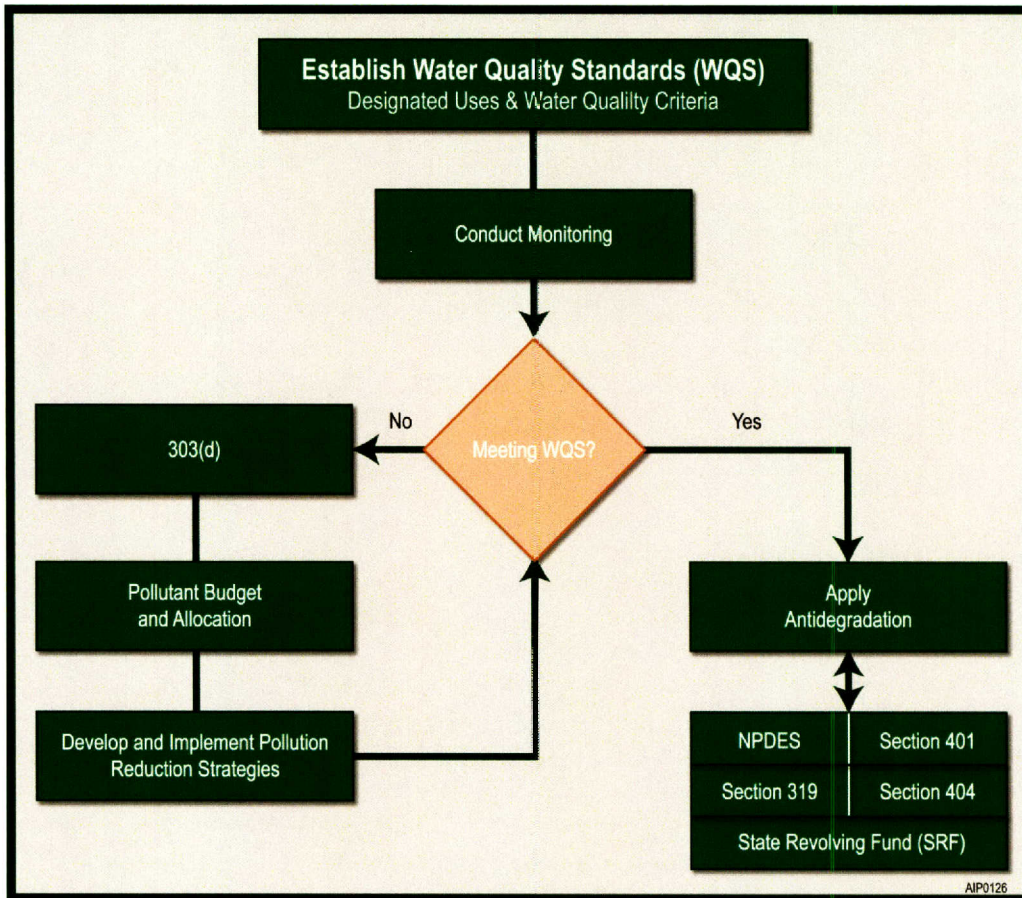 Establish Water Quality Standards (WQS)
Designated Uses & Water Qualilty Criteria
Conduct Monitoring
No
Meeting WQS?
Yes
303(d)
Pollutant Budget
and Allocation
Apply
Antidegradation
Develop and Implement Pollution
Reduction Strategies
NPDES
Section 401
Section 319
Section 404
State Revolving Fund (SRF)
AIP0126